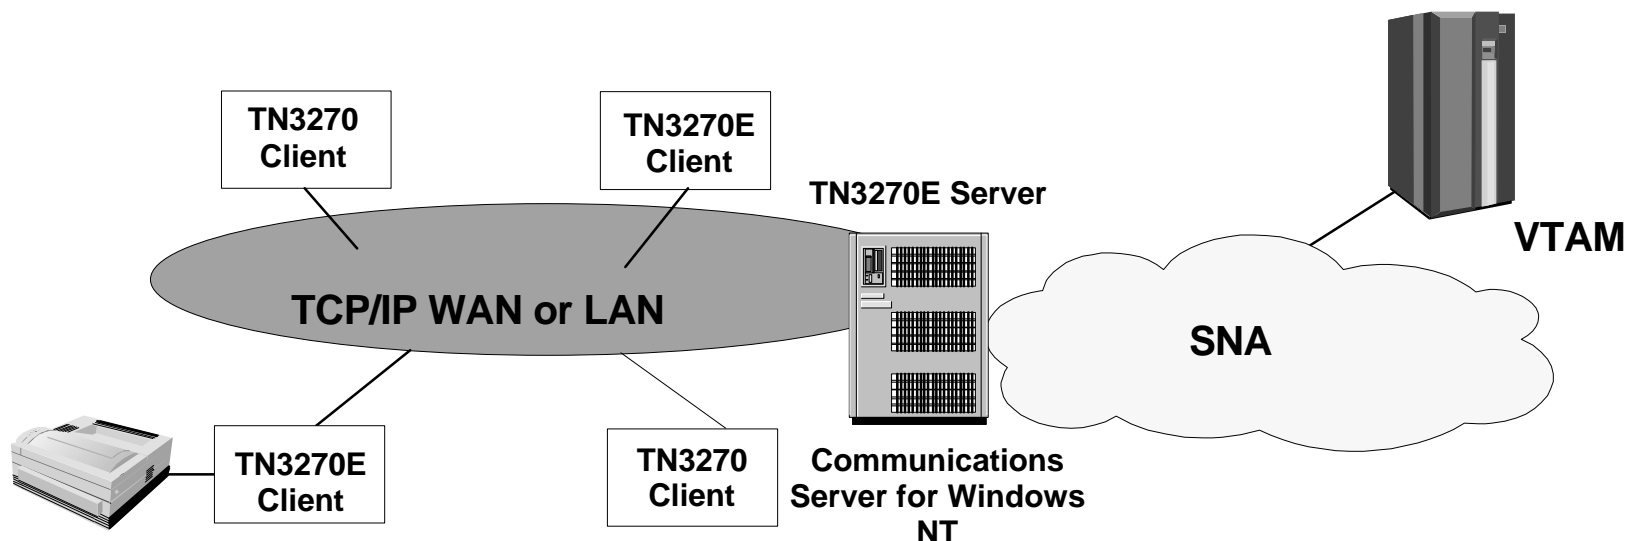 TN3270
Client
TN3270E
Client
TN3270E Server
VTAM
TCP/IP WAN or LAN
SNA
TN3270E
Client
TN3270
Client
Communications
Server for Windows
NT